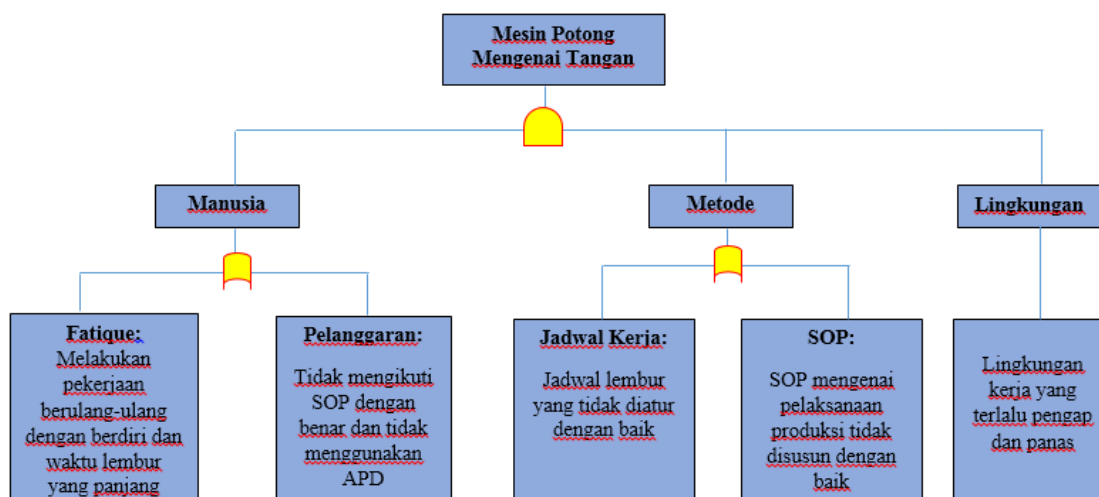 Mesin Potong
Mengenai Tangan
Manusia
Metode
Lingkungan
Fatique:
Melakukan
pekerjaan
berulang-ulang
dengan berdiri dan
waktu lembur
yang panjang
Pelanggaran:
Tidak mengikuti
SOP dengan
benar dan tidak
menggunakan
APD
Jadwal Kerja:
Jadwal lembur
yang tidak diatur
dengan baik
SOP:
SOP mengenai
pelaksanaan
produksi tidak
disusun dengan
baik
Lingkungan
kerja yang
terlalu pengap
dan panas